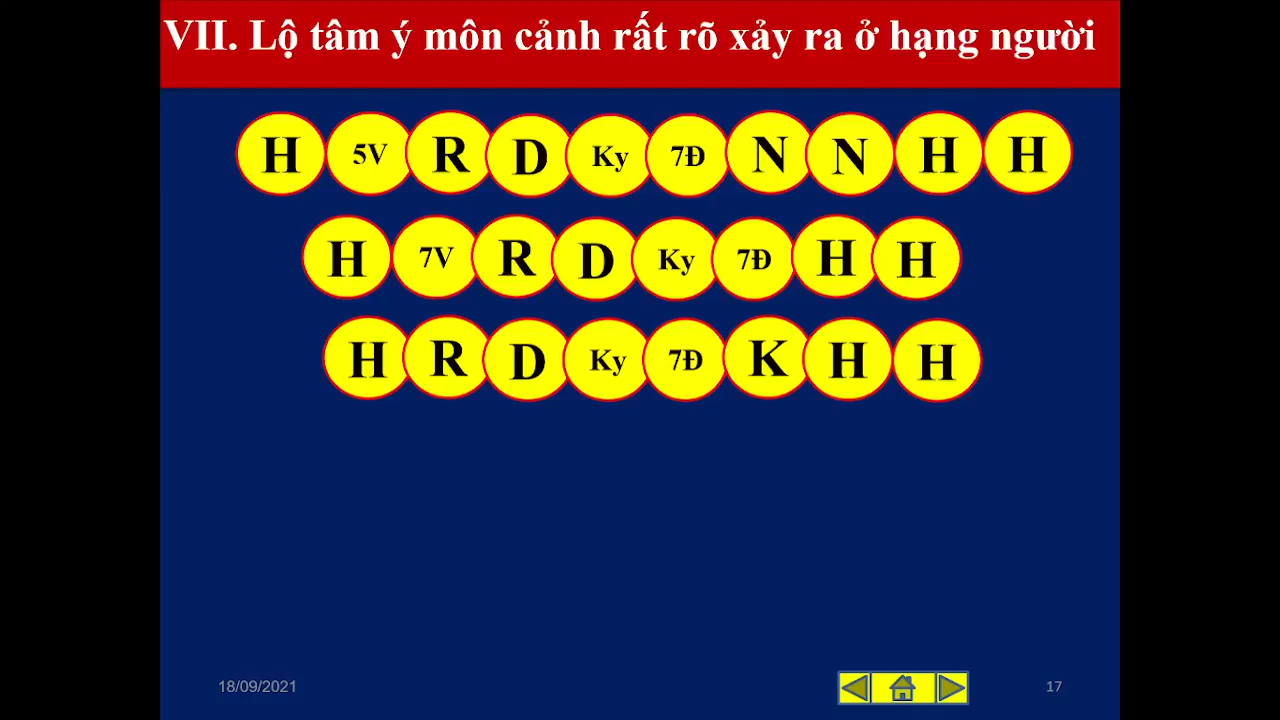 VII. Lộ tâm ý môn cảnh rất rõ xảy ra ở hạng người
H 5V R D Ky 7Đ N N H H
H 7V R D Ky 7Đ H H
H R D Ky 7Đ K H H
18/09/2021 17